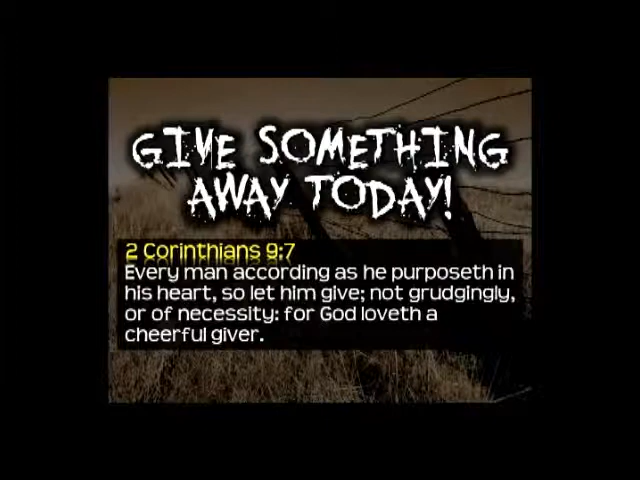 GIVE SOMETHING
AWAY TODAY!
2 Corinthians 9:7
Every man according as he purposeth in
his heart, so let him give; not grudgingly,
or of necessity: for God loveth a
cheerful giver.